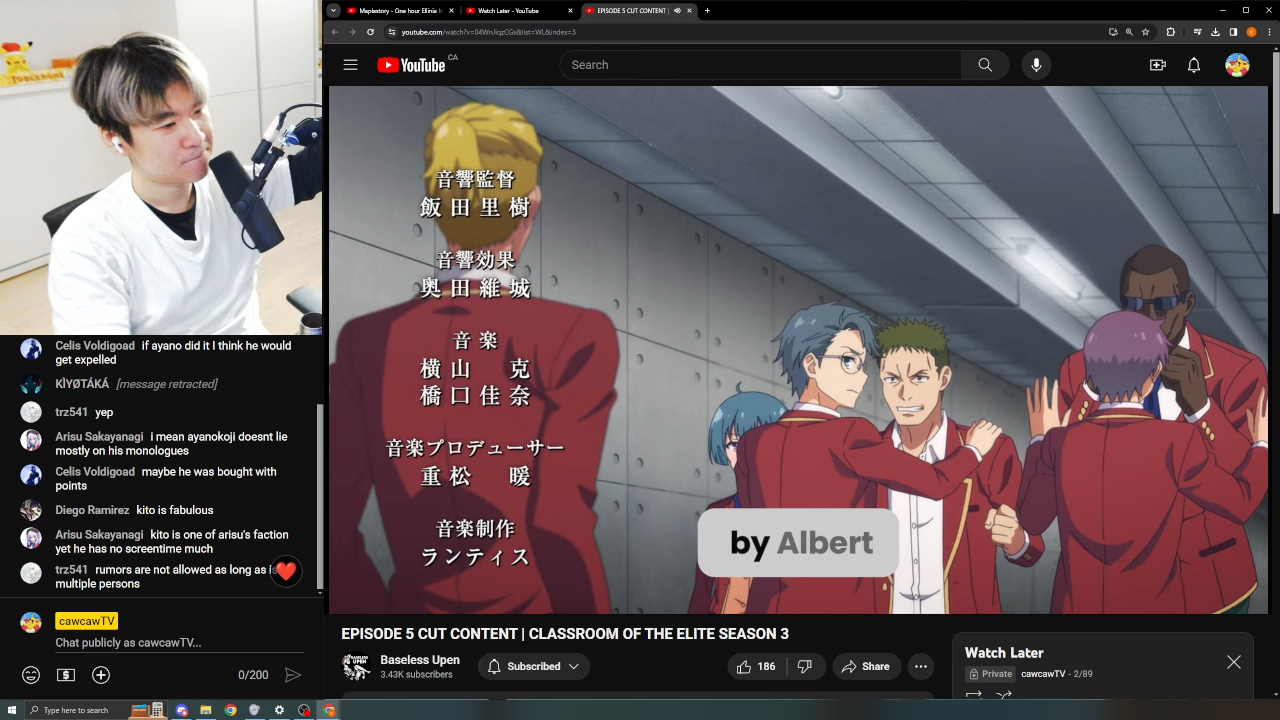 Maplestory - One hour Ellinia
Watch Later - YouTube
EPISODE 5 CUT CONTENT |
youtube.com/watch?v=04WnJiqzCGs&list=WL&index=3
YouTube CA
Search
音響監督
飯田里樹
音響効果
奥田維城
音楽
横山 克
橋口佳奈
音楽プロデューサー
重松 暖
音楽制作
ランティス
by Albert
Celis Voldigoad if ayano did it I think he would
get expelled
KÌYØTÁKÁ [message retracted]
trz541 yep
Arisu Sakayanagi i mean ayanokoji doesnt lie
mostly on his monologues
Celis Voldigoad maybe he was bought with
points
Diego Ramirez kito is fabulous
Arisu Sakayanagi kito is one of arisu's faction
yet he has no screentime much
trz541 rumors are not allowed as long as
multiple persons
cawcawTV
Chat publicly as cawcawTV...
0/200
EPISODE 5 CUT CONTENT | CLASSROOM OF THE ELITE SEASON 3
Baseless Upen
3.43K subscribers
Subscribed
186
Share
Watch Later
Private cawcawTV - 2/89
Type here to search